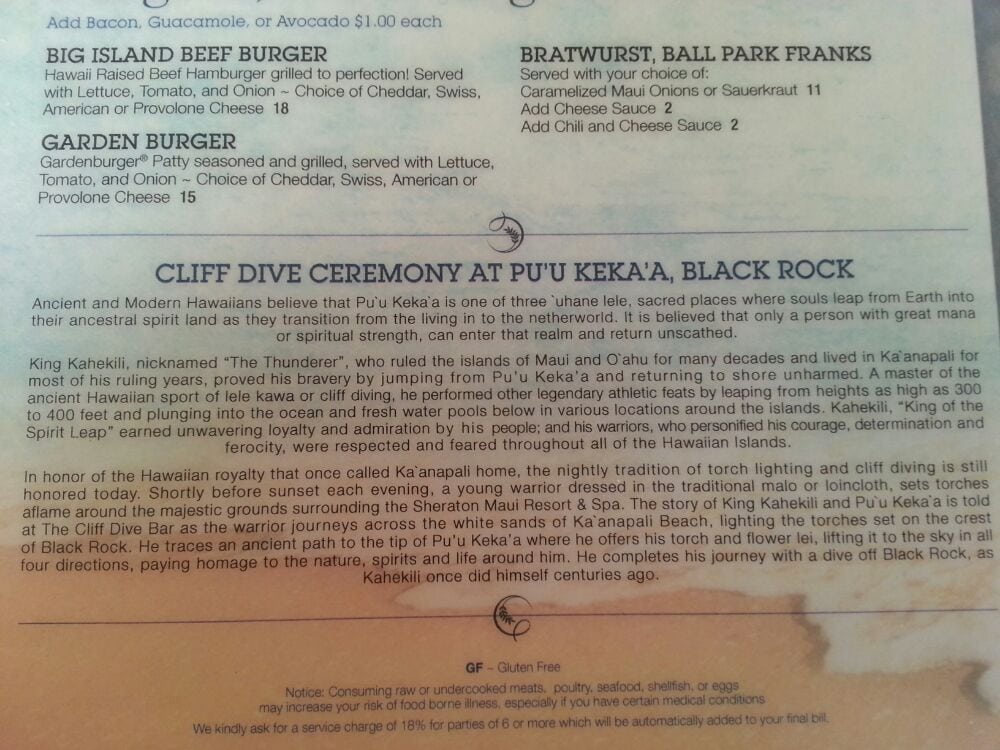 Add Bacon, Guacamole, or Avocado $1.00 each
BIG ISLAND BEEF BURGER
Hawaii Raised Beef Hamburger grilled to perfection! Served
with Lettuce, Tomato, and Onion ~ Choice of Cheddar, Swiss,
American or Provolone Cheese 18
GARDEN BURGER
Gardenburger® Patty seasoned and grilled, served with Lettuce,
Tomato, and Onion ~ Choice of Cheddar, Swiss, American or
Provolone Cheese 15
BRATWURST, BALL PARK FRANKS
Served with your choice of:
Caramelized Maui Onions or Sauerkraut 11
Add Cheese Sauce 2
Add Chili and Cheese Sauce 2
CLIFF DIVE CEREMONY AT PU'U KEKA'A, BLACK ROCK
Ancient and Modern Hawaiians believe that Pu`u Keka`a is one of three `uhane lele, sacred places where souls leap from Earth into
their ancestral spirit land as they transition from the living in to the netherworld. It is believed that only a person with great mana
or spiritual strength, can enter that realm and return unscathed.
King Kahekili, nicknamed “The Thunderer”, who ruled the islands of Maui and O`ahu for many decades and lived in Ka`anapali for
most of his ruling years, proved his bravery by jumping from Pu'u Keka'a and returning to shore unharmed. A master of the
ancient Hawaiian sport of lele kawa or cliff diving, he performed other legendary athletic feats by leaping from heights as high as 300
to 400 feet and plunging into the ocean and fresh water pools below in various locations around the islands. Kahekili, “King of the
Spirit Leap” earned unwavering loyalty and admiration by his people; and his warriors, who personified his courage, determination and
ferocity, were respected and feared throughout all of the Hawaiian Islands.
In honor of the Hawaiian royalty that once called Ka`anapali home, the nightly tradition of torch lighting and cliff diving is still
honored today. Shortly before sunset each evening, a young warrior dressed in the traditional malo or loincloth, sets torches
aflame around the majestic grounds surrounding the Sheraton Maui Resort & Spa. The story of King Kahekili and Pu`u Keka`a is told
at The Cliff Dive Bar as the warrior journeys across the white sands of Ka`anapali Beach, lighting the torches set on the crest
of Black Rock. He traces an ancient path to the tip of Pu'u Keka'a where he offers his torch and flower lei, lifting it to the sky in all
four directions, paying homage to the nature, spirits and life around him. He completes his journey with a dive off Black Rock, as
Kahekili once did himself centuries ago.
GF ~ Gluten Free
Notice: Consuming raw or undercooked meats, poultry, seafood, shellfish, or eggs
may increase your risk of food borne illness, especially if you have certain medical conditions
We kindly ask for a service charge of 18% for parties of 6 or more which will be automatically added to your final bill.